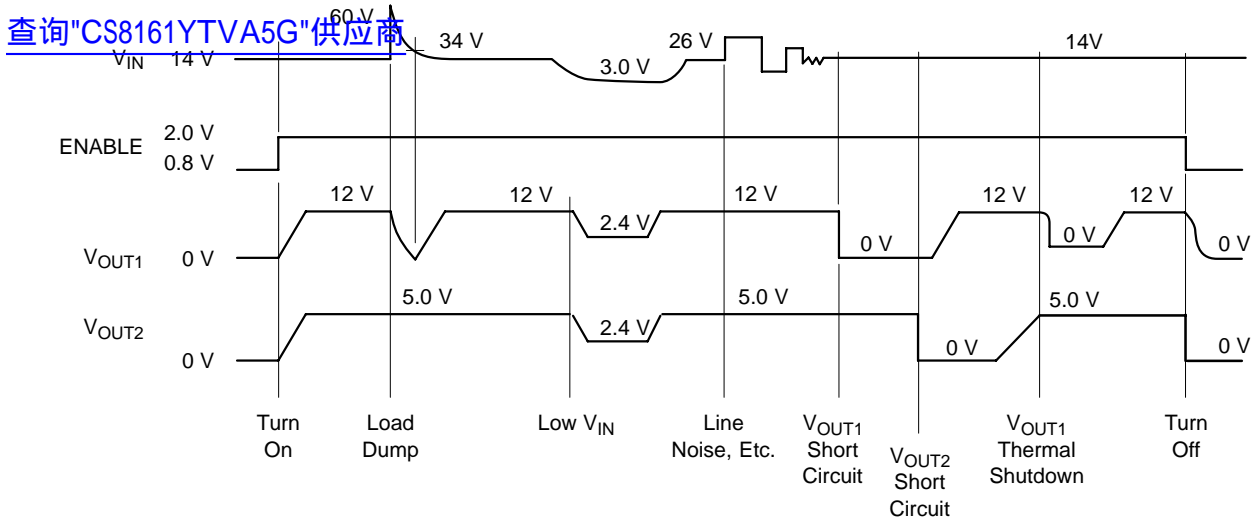 60 V
查询"CS8161YTVA5G"供应商
VIN 14 V 34 V 3.0 V 26 V 14V
ENABLE 2.0 V
0.8 V
12 V 12 V 2.4 V 12 V 0 V 12 V 0 V 12 V 0 V
VOUT1 0 V
5.0 V 2.4 V 5.0 V 0 V 5.0 V 0 V
VOUT2
0 V
Turn
On
Load
Dump
Low VIN
Line
Noise, Etc.
VOUT1
Short
Circuit
VOUT2
Short
Circuit
VOUT1
Thermal
Shutdown
Turn
Off